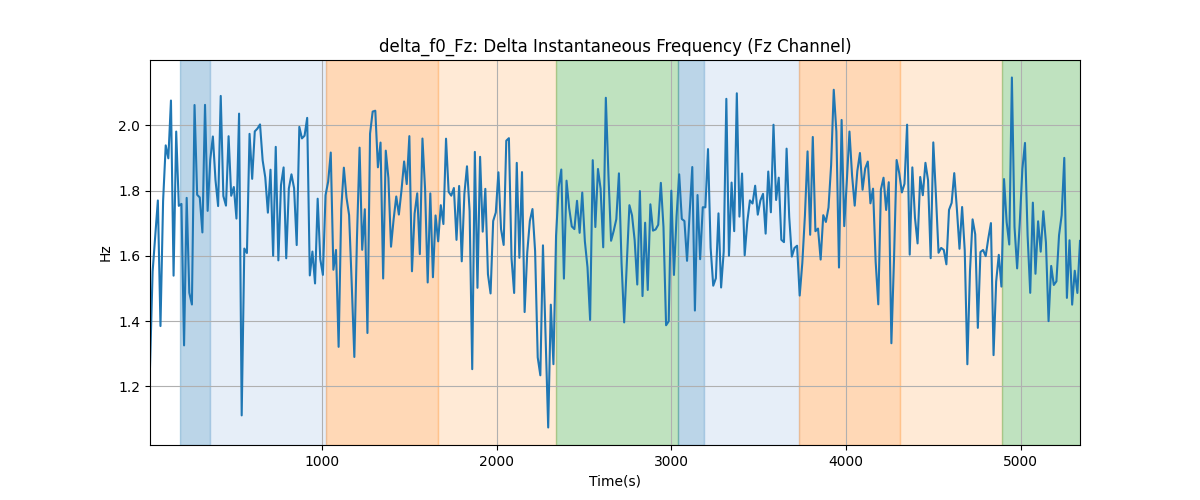 delta_f0_Fz: Delta Instantaneous Frequency (Fz Channel)
Hz
2.0
1.8
1.6
1.4
1.2
1000 2000 3000 4000 5000
Time(s)